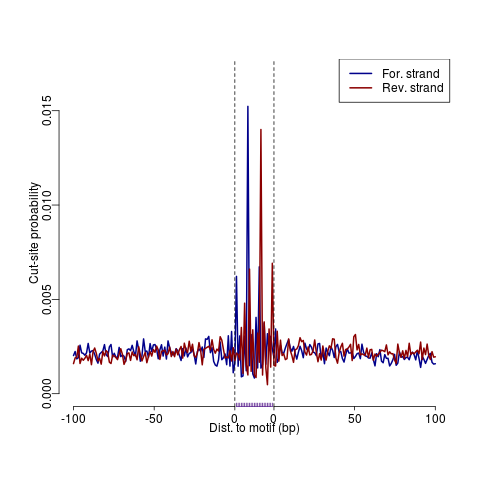 For. strand
Rev. strand
0.015
0.010
0.005
0.000
Cut-site probability
-100 -50 0 0 50 100
Dist. to motif (bp)